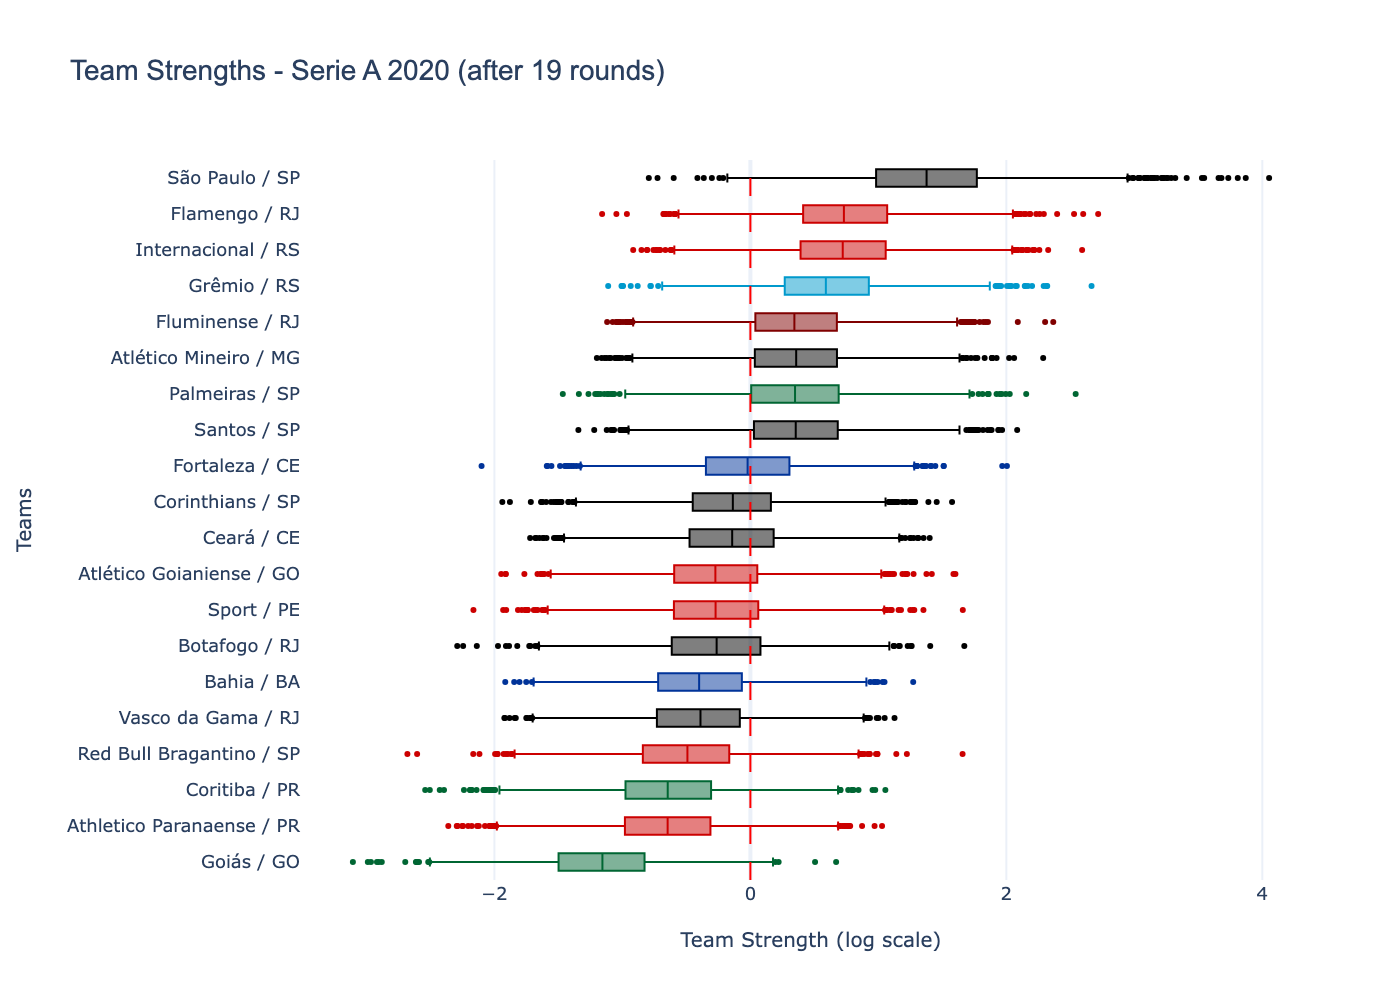 Team Strengths - Serie A 2020 (after 19 rounds)
São Paulo / SP
Flamengo / RJ
Internacional / RS
Grêmio / RS
Fluminense / RJ
Atlético Mineiro / MG
Palmeiras / SP
Santos / SP
Fortaleza / CE
Corinthians / SP
Ceará / CE
Atlético Goianiense / GO
Sport / PE
Botafogo / RJ
Bahia / BA
Vasco da Gama / RJ
Red Bull Bragantino / SP
Coritiba / PR
Athletico Paranaense / PR
Goiás / GO
Teams
−2 0 2 4
Team Strength (log scale)